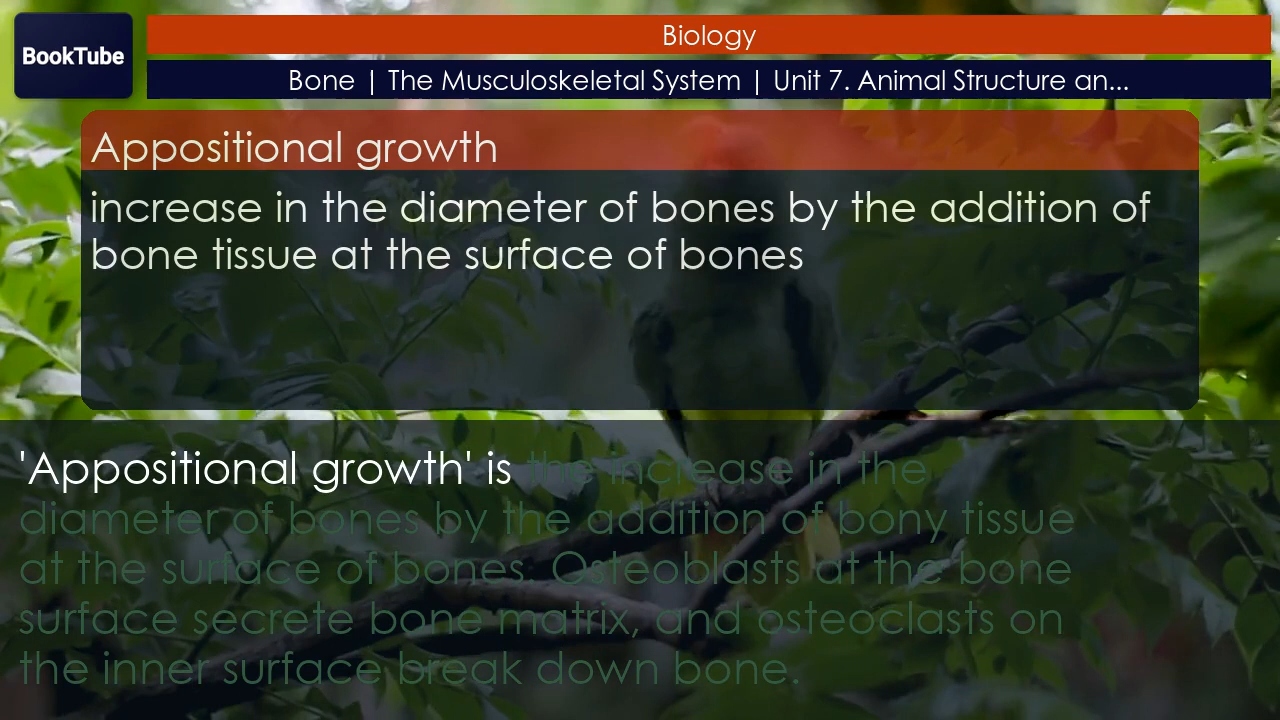 BookTube
Biology
Bone | The Musculoskeletal System | Unit 7. Animal Structure an...
Appositional growth
increase in the diameter of bones by the addition of
bone tissue at the surface of bones
'Appositional growth' is the increase in the
diameter of bones by the addition of bony tissue
at the surface of bones. Osteoblasts at the bone
surface secrete bone matrix, and osteoclasts on
the inner surface break down bone.